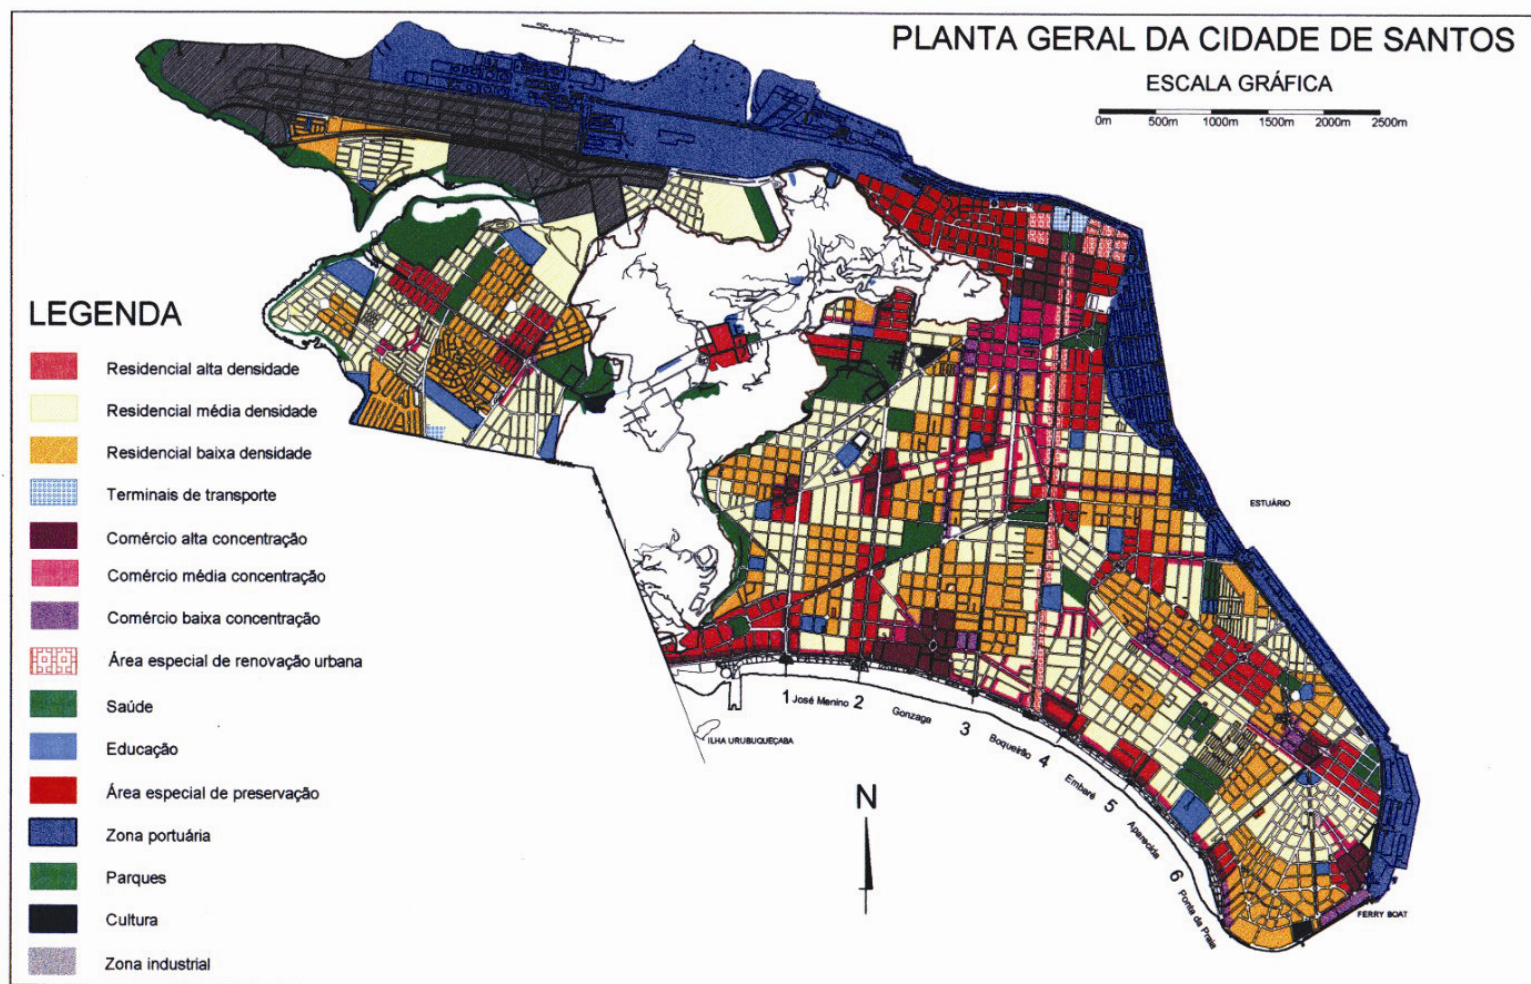 PLANTA GERAL DA CIDADE DE SANTOS
ESCALA GRÁFICA
0m 500m 1000m 1500m 2000m 2500m
LEGENDA
Residencial alta densidade
Residencial média densidade
Residencial baixa densidade
Terminais de transporte
Comércio alta concentração
Comércio média concentração
Comércio baixa concentração
Área especial de renovação urbana
Saúde
Educação
Área especial de preservação
Zona portuária
Parques
Cultura
Zona industrial
ESTUÁRIO
1 José Menino 2 Gonzaga 3 Boqueirão 4 Embaré 5 Aparecida 6 Ponta da Praia
ILHA URUBUQUEÇABA
N
FERRY BOAT